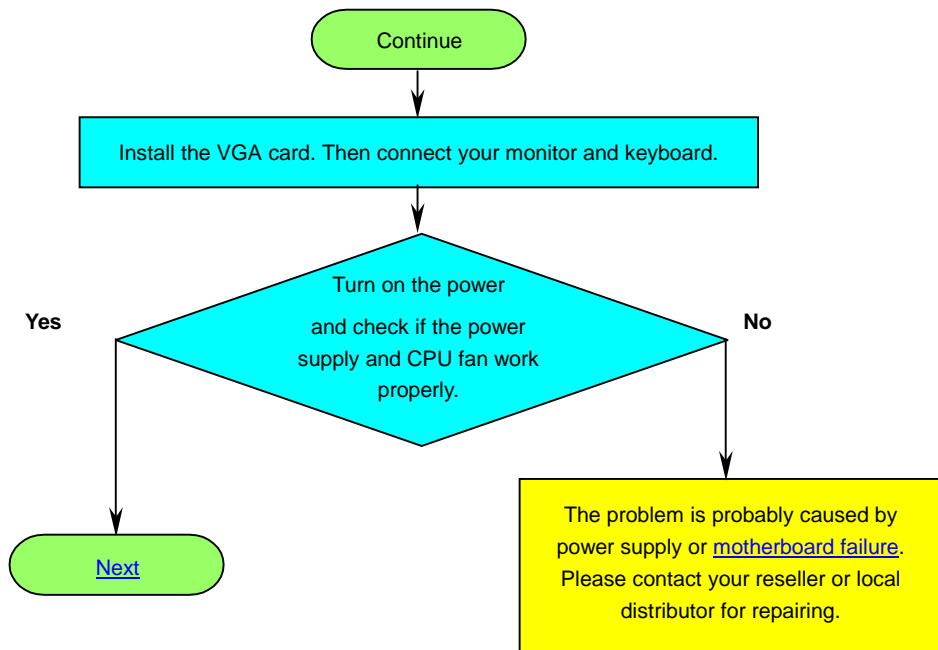 Continue
Install the VGA card. Then connect your monitor and keyboard.
Turn on the power
and check if the power
supply and CPU fan work
properly.
Yes
No
Next
The problem is probably caused by
power supply or motherboard failure.
Please contact your reseller or local
distributor for repairing.